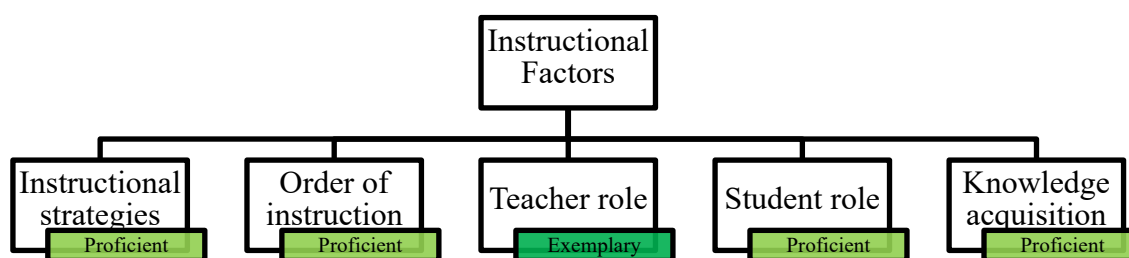 Instructional
Factors
Instructional
strategies
Proficient
Order of
instruction
Proficient
Teacher role
Exemplary
Student role
Proficient
Knowledge
acquisition
Proficient